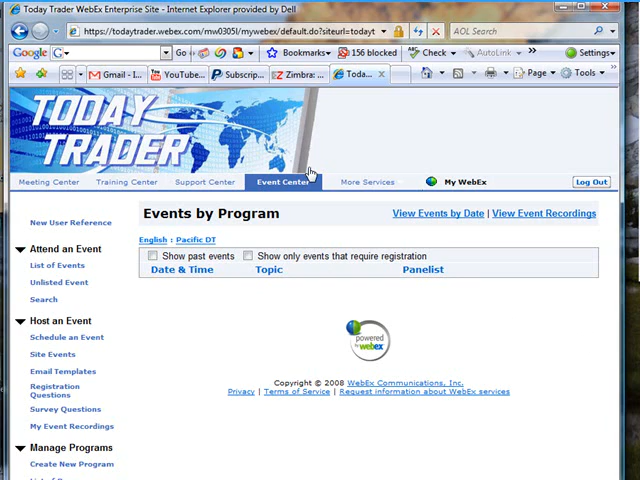 Today Trader WebEx Enterprise Site - Internet Explorer provided by Dell
https://todaytrader.webex.com/mw0305l/mywebex/default.do?siteurl=todayt
AOL Search
Google
Go
Bookmarks
156 blocked
Check
AutoLink
Settings
Gmail - I...
YouTube...
Subscrip...
Zimbra: ...
Toda...
Page
Tools
TODAY
TRADER
Meeting Center
Training Center
Support Center
Event Center
More Services
My WebEx
Log Out
New User Reference
Attend an Event
List of Events
Unlisted Event
Search
Host an Event
Schedule an Event
Site Events
Email Templates
Registration
Questions
Survey Questions
My Event Recordings
Manage Programs
Create New Program
Events by Program
View Events by Date | View Event Recordings
English : Pacific DT
Show past events
Show only events that require registration
Date & Time
Topic
Panelist
powered
by webex
Copyright © 2008 WebEx Communications, Inc.
Privacy | Terms of Service | Request information about WebEx services